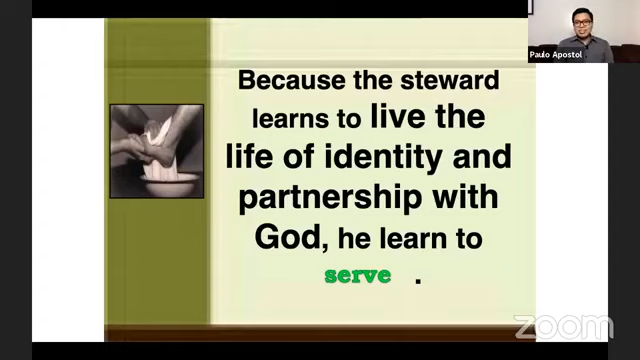 Paulo Apostol
Because the steward
learns to live the
life of identity and
partnership with
God, he learn to
serve .
zoom